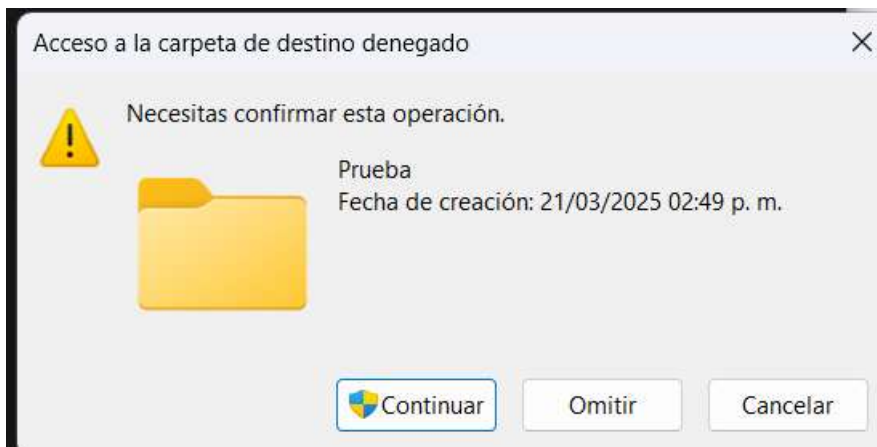 Acceso a la carpeta de destino denegado
Necesitas confirmar esta operación.
Prueba
Fecha de creación: 21/03/2025 02:49 p. m.
Continuar Omitir Cancelar